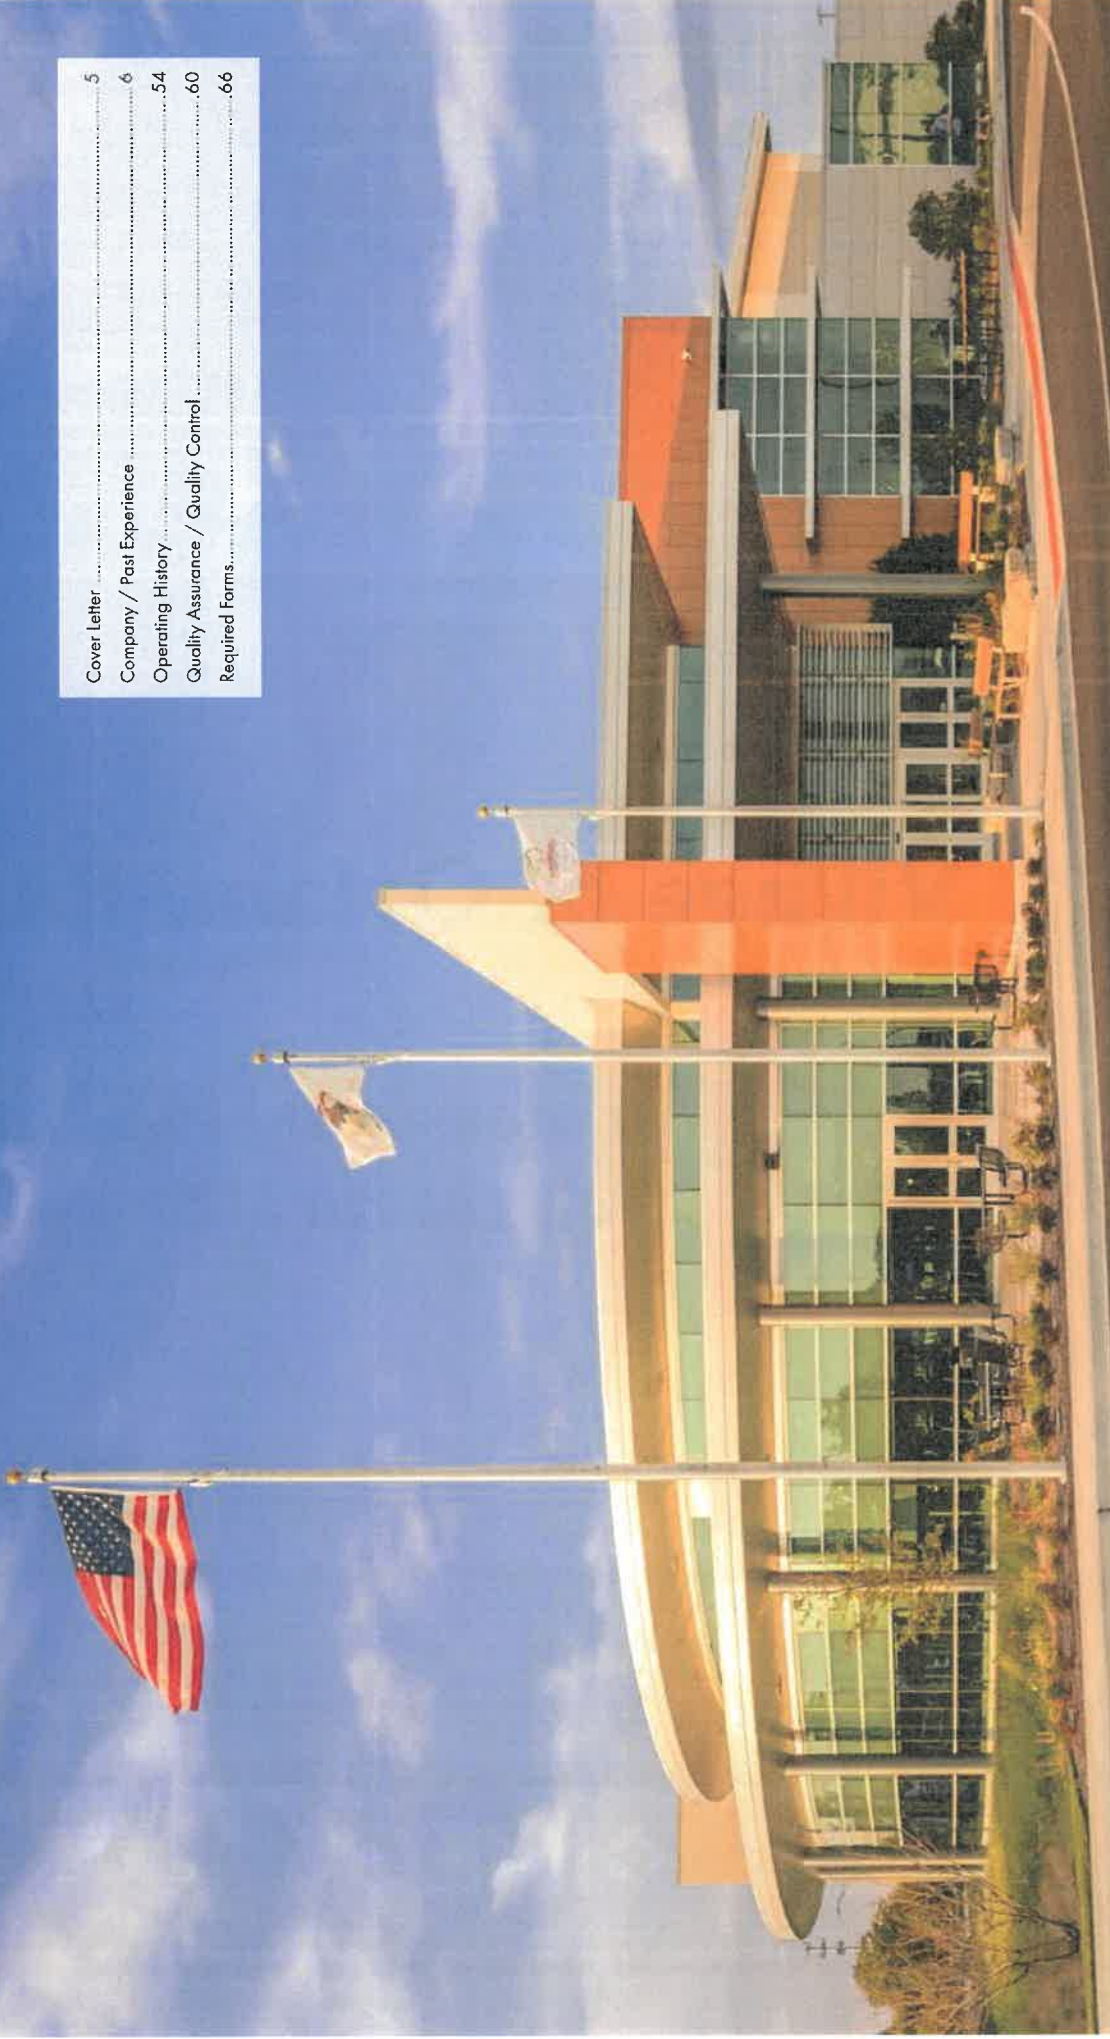 Cover Letter ........ 5
Company / Past Experience ........ 6
Operating History ........ 54
Quality Assurance / Quality Control ........ 60
Required Forms ........ 66